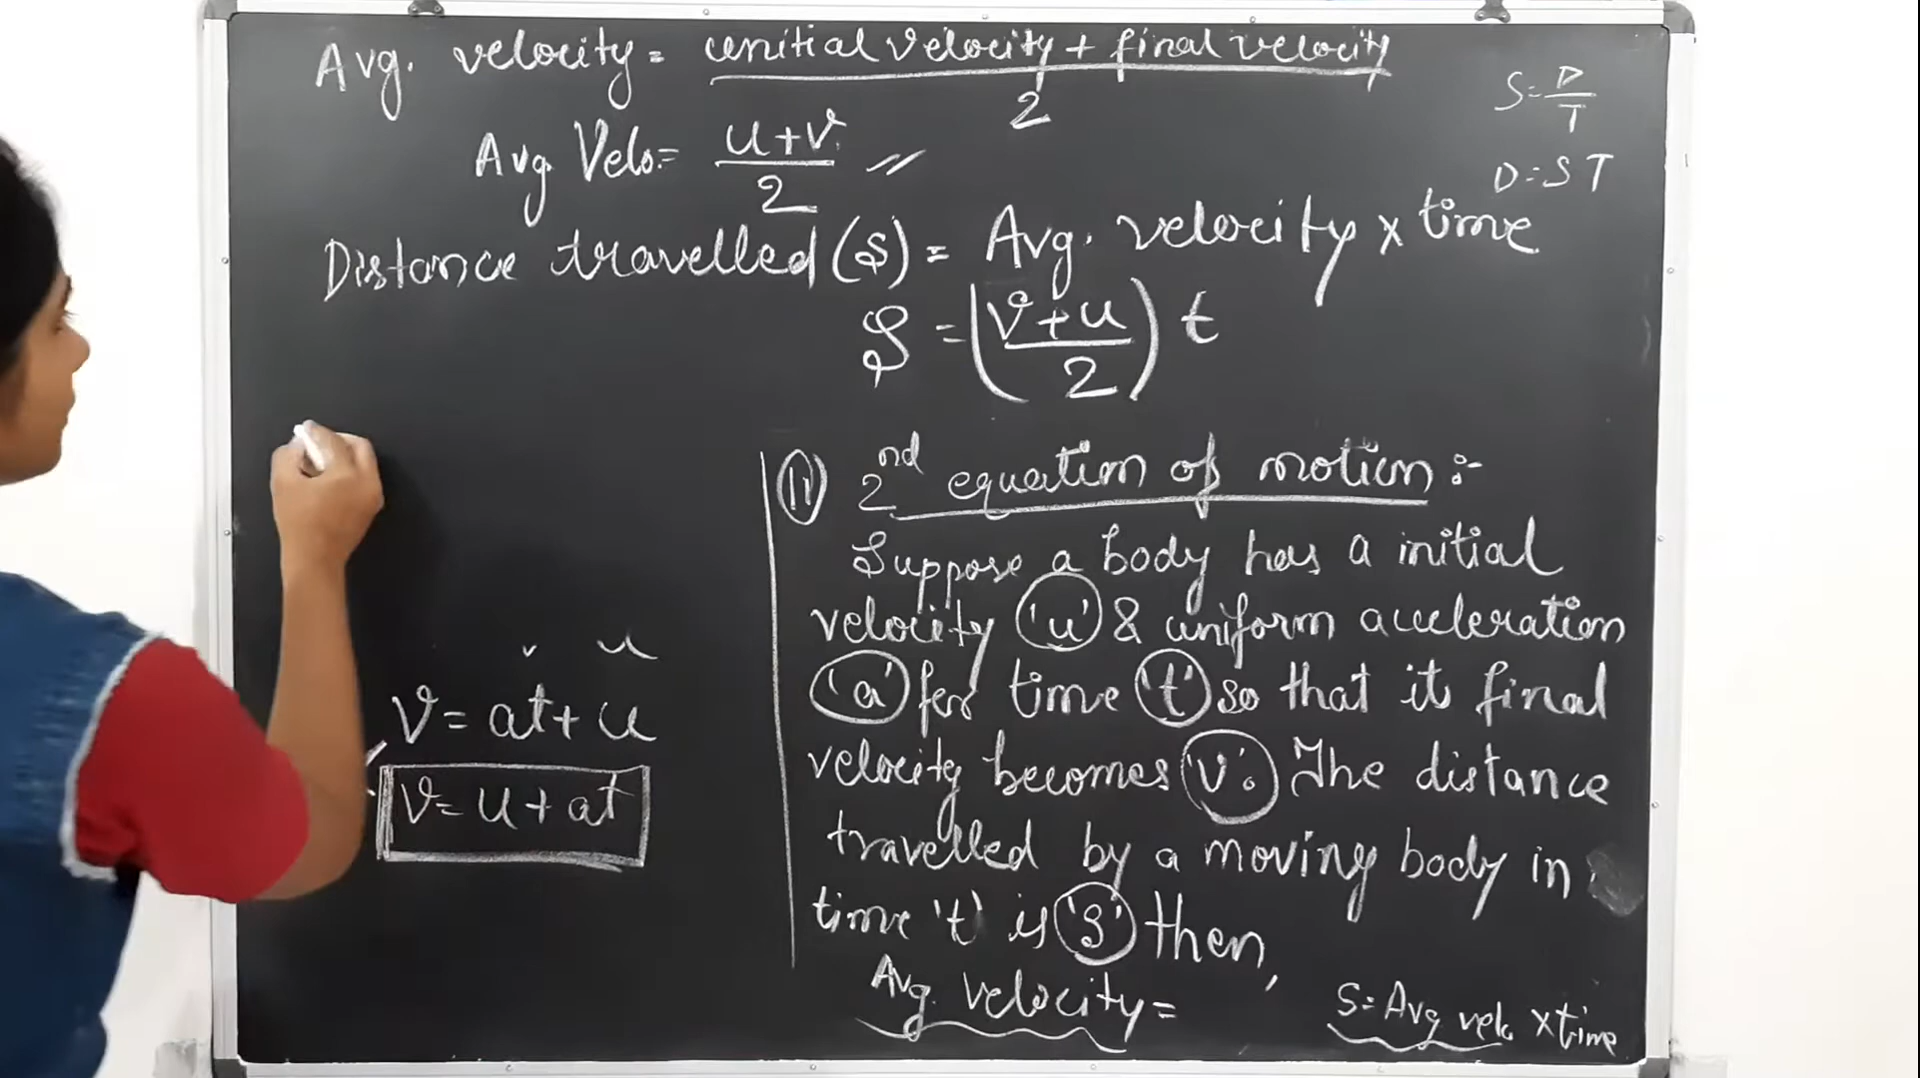 Avg. velocity = uenitial velocity + final velocity
2
S = D
T
Avg Velo = u+v
2
D = S T
Distance travelled (S) = Avg. velocity x time
S = (v+u
2) t
v = at + u
v = u + at
(II) 2nd equation of motion :-
Suppose a body has a initial
velocity 'u' & uniform acceleration
'a' for time 't' so that it final
velocity becomes 'v'. The distance
travelled by a moving body in
time 't' is 'S' then,
Avg. velocity =
S = Avg velo x time